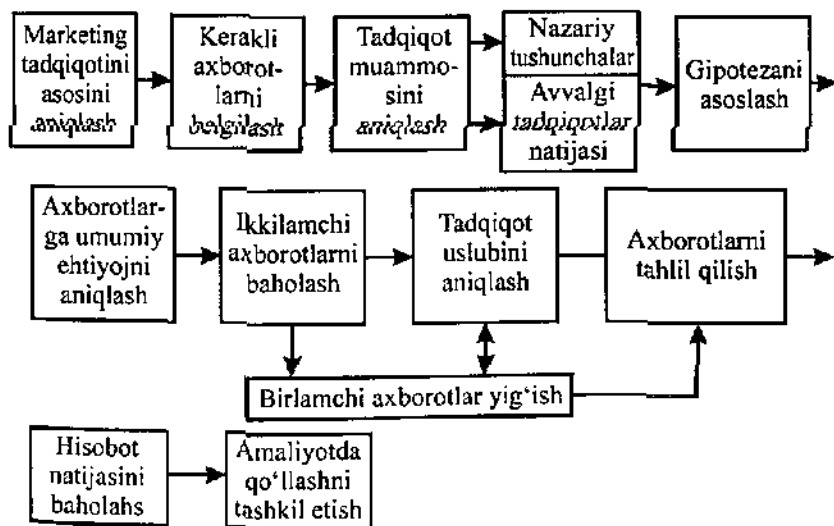 Marketing
tadqiqotini
asosini
aniqlash
Kerakli
axborot-
larni
belgilash
Tadqiqot
muammo-
sini
aniqlash
Nazariy
tushunchalar
Avvalgi
tadqiqotlar
natijasi
Gipotezani
asoslash
Axborotlar-
ga umumiy
ehtiyojni
aniqlash
Ikkilamchi
axborotlarni
baholash
Tadqiqot
uslubini
aniqlash
Axborotlarni
tahlil qilish
Birlamchi axborotlar yig‘ish
Hisobot
natijasini
baholahs
Amaliyotda
qo‘llashni
tashkil etish